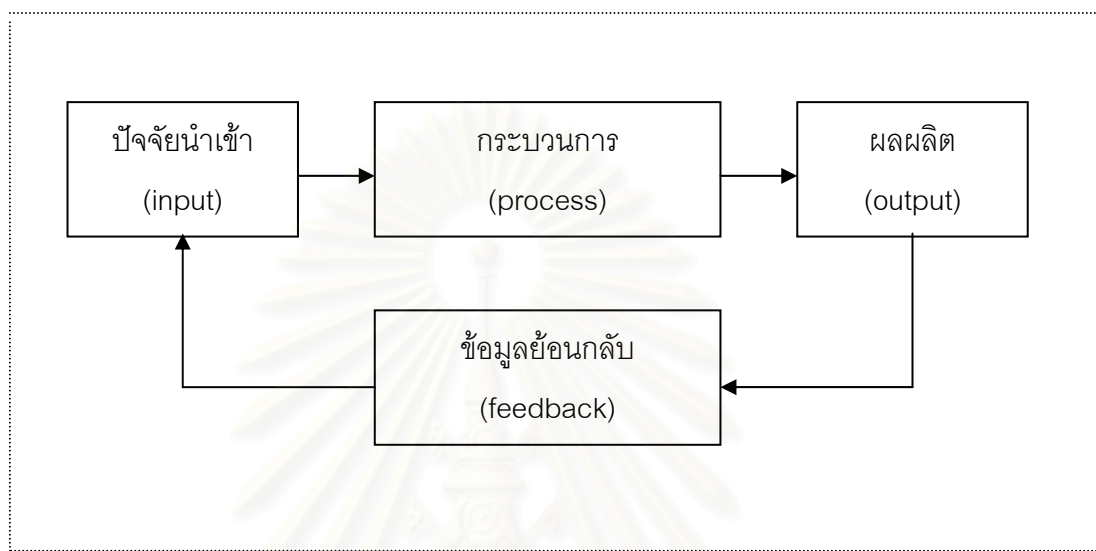 ปัจจัยนำเข้า
(input)
กระบวนการ
(process)
ผลผลิต
(output)
ข้อมูลย้อนกลับ
(feedback)